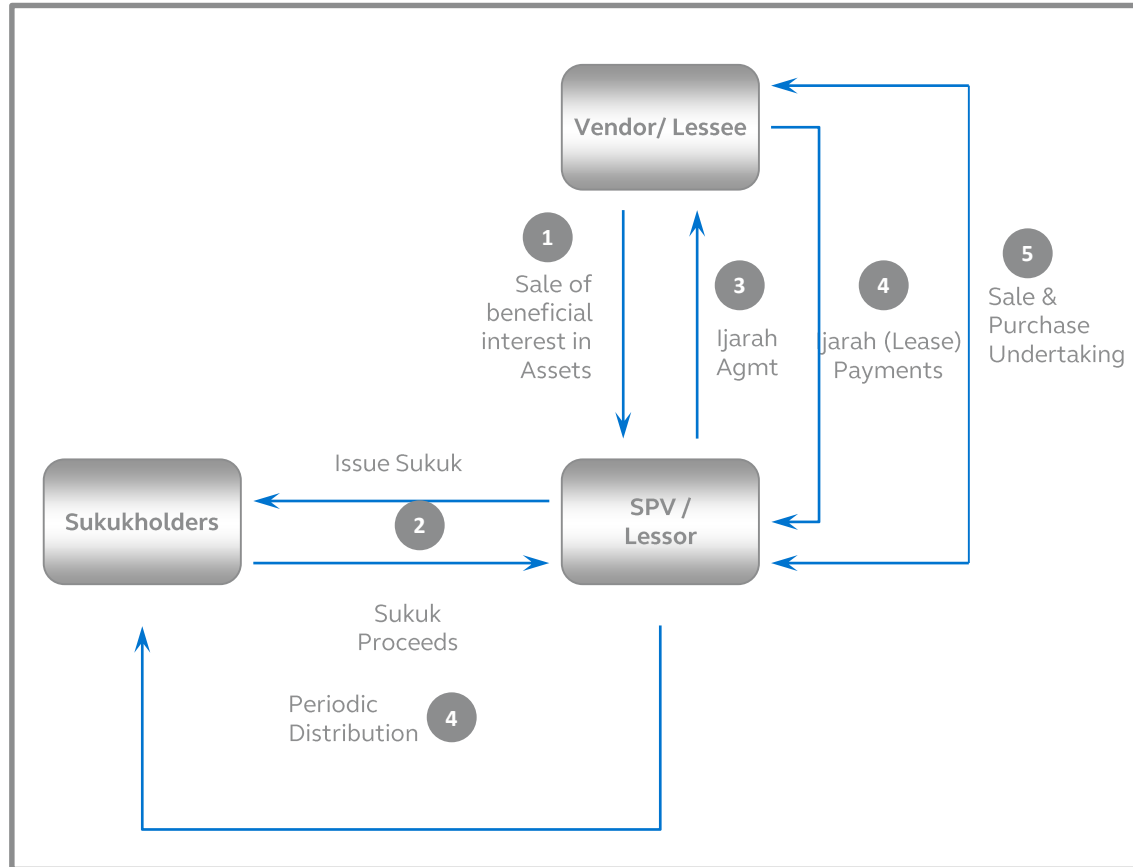 Vendor/ Lessee
1
Sale of
beneficial
interest in
Assets
3
Ijarah
Agmt
4
Ijarah (Lease)
Payments
5
Sale &
Purchase
Undertaking
Issue Sukuk
Sukukholders
2
SPV /
Lessor
Sukuk
Proceeds
Periodic
Distribution
4